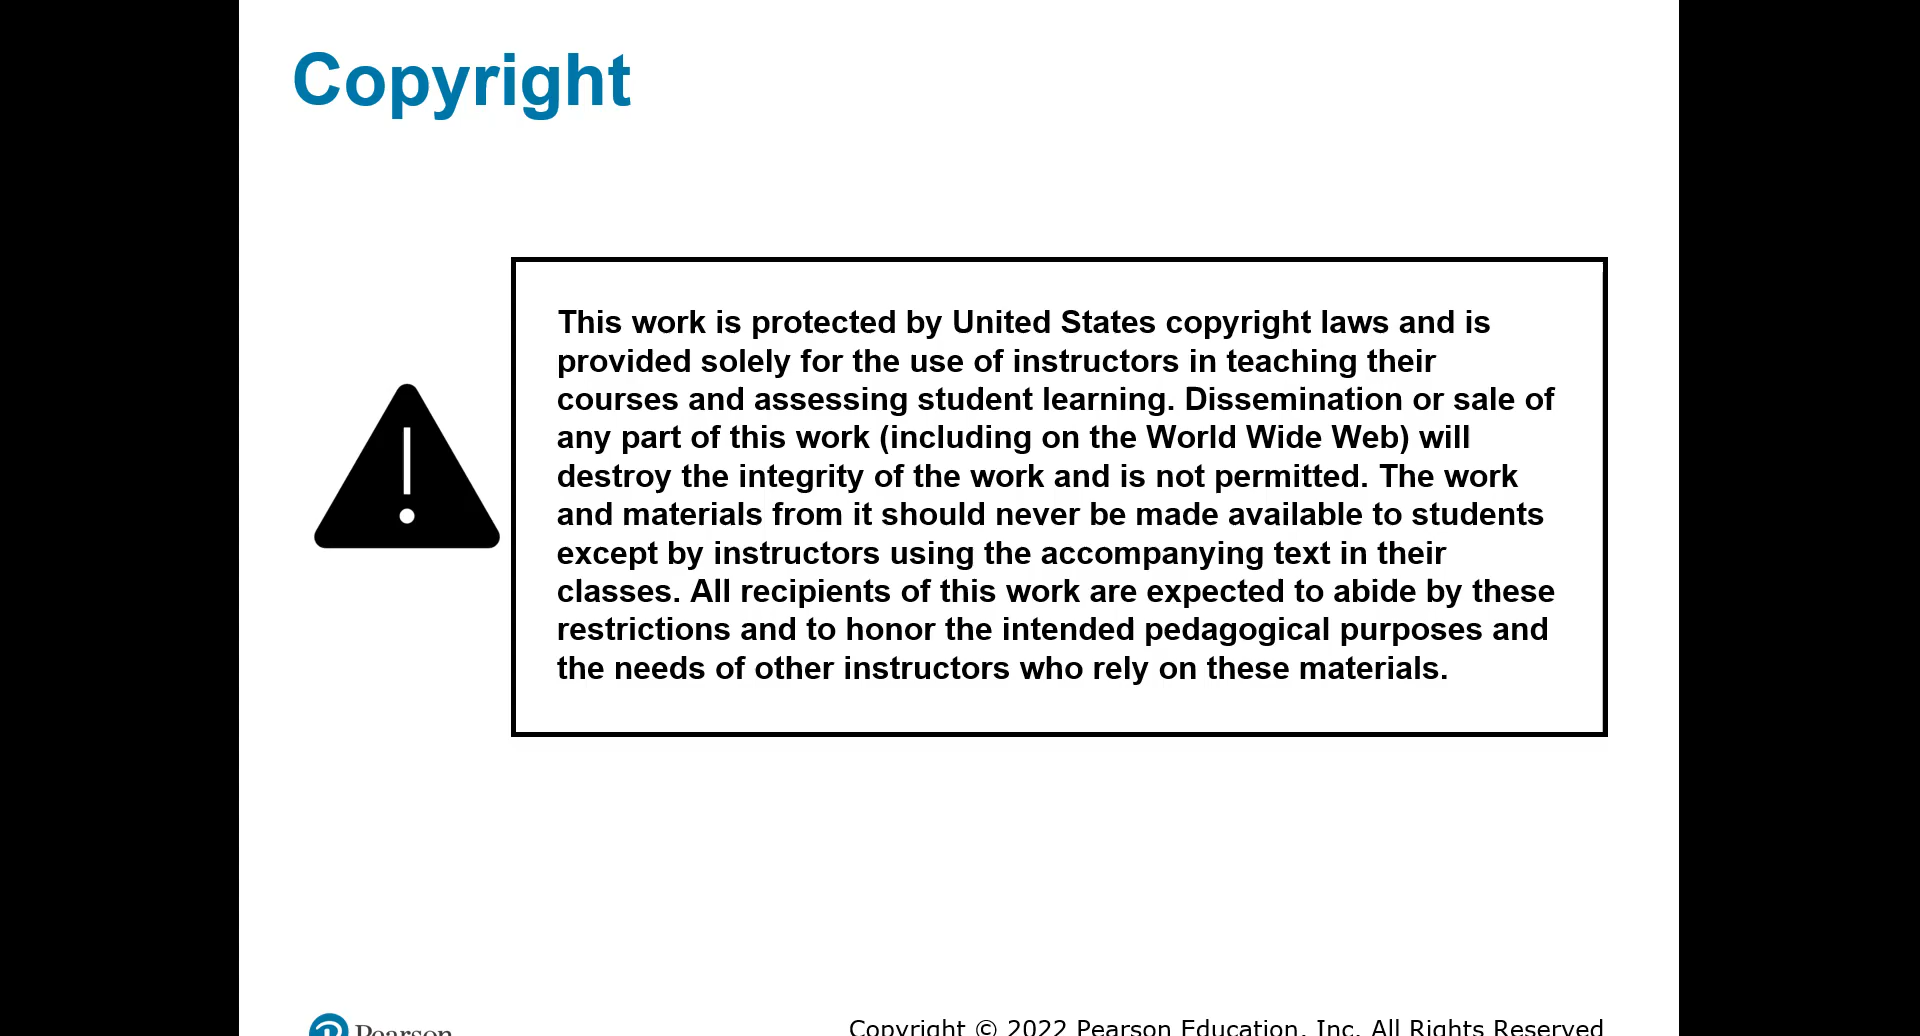 Copyright
This work is protected by United States copyright laws and is
provided solely for the use of instructors in teaching their
courses and assessing student learning. Dissemination or sale of
any part of this work (including on the World Wide Web) will
destroy the integrity of the work and is not permitted. The work
and materials from it should never be made available to students
except by instructors using the accompanying text in their
classes. All recipients of this work are expected to abide by these
restrictions and to honor the intended pedagogical purposes and
the needs of other instructors who rely on these materials.
Pearson
Copyright © 2022 Pearson Education, Inc. All Rights Reserved